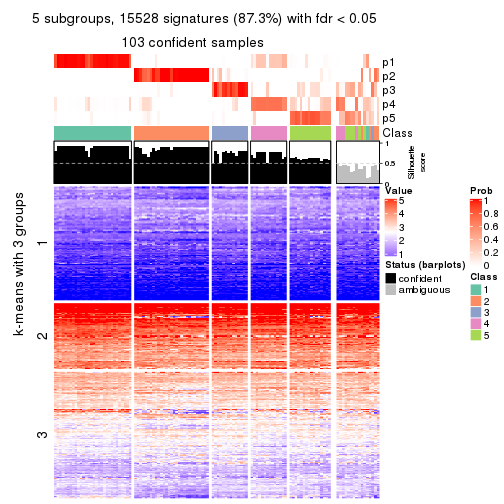 5 subgroups, 15528 signatures (87.3%) with fdr < 0.05
103 confident samples
p1
p2
p3
p4
p5
Class
1
0.5
0
Silhouette
score
k-means with 3 groups
1
2
3
Value
5
4
3
2
1
Status (barplots)
confident
ambiguous
Prob
1
0.8
0.6
0.4
0.2
0
Class
1
2
3
4
5